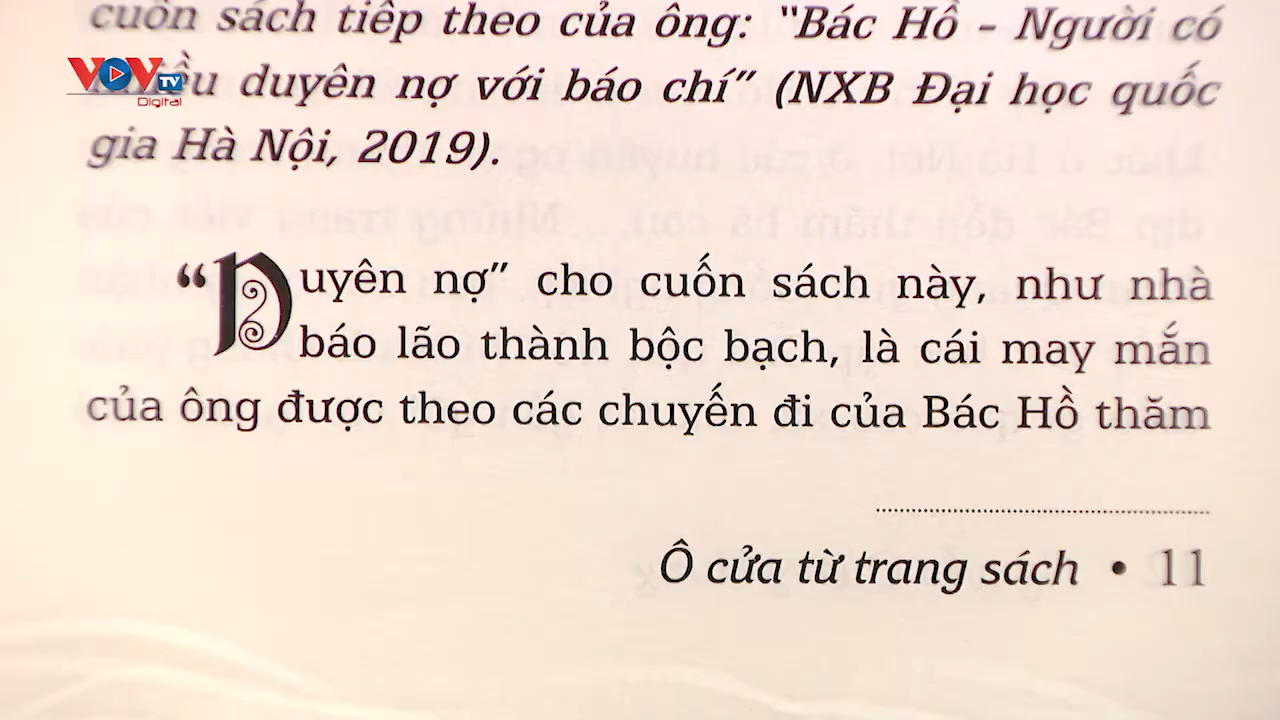 cuốn sách tiếp theo của ông: "Bác Hồ – Người có
VOV TV
Digital
duyên nợ với báo chí” (NXB Đại học quốc
gia Hà Nội, 2019).
“Duyên nợ” cho cuốn sách này, như nhà
báo lão thành bộc bạch, là cái may mắn
của ông được theo các chuyến đi của Bác Hồ thăm
Ô cửa từ trang sách • 11